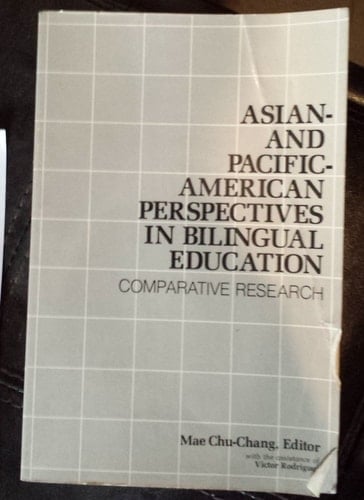 ASIAN-
AND
PACIFIC-
AMERICAN
PERSPECTIVES
IN BILINGUAL
EDUCATION
COMPARATIVE RESEARCH
Mae Chu-Chang, Editor
with the assistance of
Victor Rodriguez